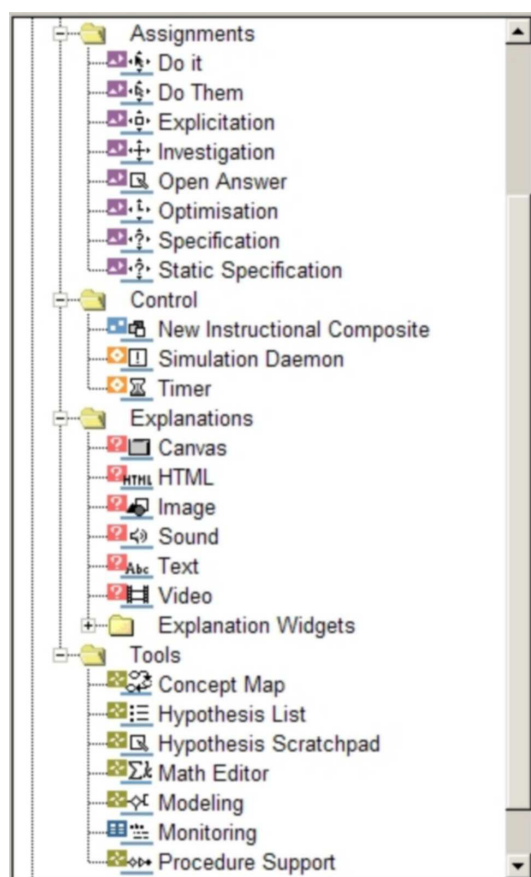 Assignments
Do it
Do Them
Explicitation
Investigation
Open Answer
Optimisation
Specification
Static Specification
Control
New Instructional Composite
Simulation Daemon
Timer
Explanations
Canvas
HTML HTML
Image
Sound
Abc Text
Video
Explanation Widgets
Tools
Concept Map
Hypothesis List
Hypothesis Scratchpad
Math Editor
Modeling
Monitoring
Procedure Support